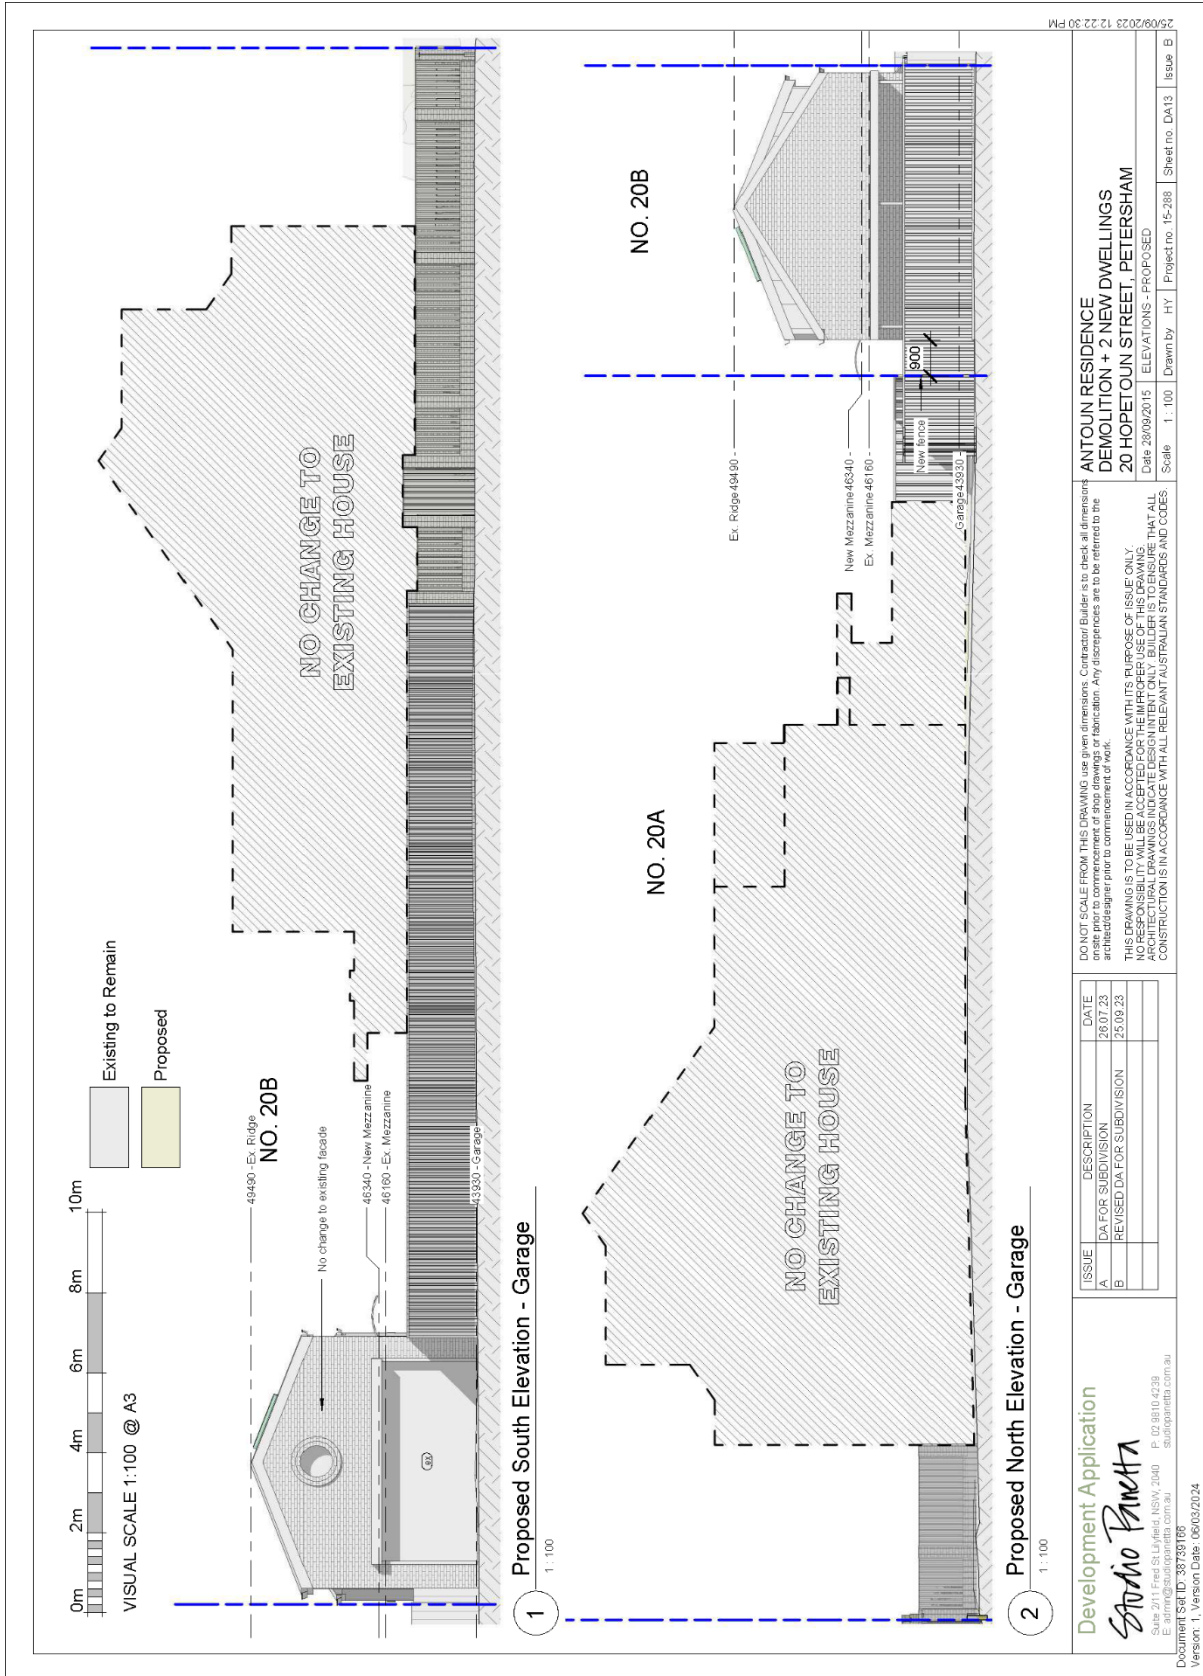 0m
2m
4m
6m
8m
10m
VISUAL SCALE 1:100 @ A3
Existing to Remain
Proposed
49490 - Ex. Ridge
NO. 20B
No change to existing facade
46340 - New Mezzanine
46160 - Ex. Mezzanine
43930 - Garage
NO CHANGE TO
EXISTING HOUSE
1
Proposed South Elevation - Garage
1 : 100
NO. 20A
NO. 20B
NO CHANGE TO
EXISTING HOUSE
Ex. Ridge 49490 -
New Mezzanine 46340 -
Ex. Mezzanine 46160 -
900
New fence
Garage 43930 -
2
Proposed North Elevation - Garage
1 : 100
Development Application
Studio Panetta
Suite 2/11 Fred St Lilyfield, NSW, 2040 P: 02 9810 4239
E: admin@studiopanetta.com.au studiopanetta.com.au
ISSUE DESCRIPTION DATE
A DA FOR SUBDIVISION 26.07.23
B REVISED DA FOR SUBDIVISION 25.09.23
DO NOT SCALE FROM THIS DRAWING use given dimensions. Contractor/ Builder is to check all dimensions
onsite prior to commencement of shop drawings or fabrication. Any discrepencies are to be referred to the
architect/designer prior to commencement of work.
THIS DRAWING IS TO BE USED IN ACCORDANCE WITH ITS 'PURPOSE OF ISSUE' ONLY.
NO RESPONSIBILITY WILL BE ACCEPTED FOR THE IMPROPER USE OF THIS DRAWING.
ARCHITECTURAL DRAWINGS INDICATE DESIGN INTENT ONLY. BUILDER IS TO ENSURE THAT ALL
CONSTRUCTION IS IN ACCORDANCE WITH ALL RELEVANT AUSTRALIAN STANDARDS AND CODES.
ANTOUN RESIDENCE
DEMOLITION + 2 NEW DWELLINGS
20 HOPETOUN STREET, PETERSHAM
Date 28/09/2015 ELEVATIONS - PROPOSED
Scale 1 : 100 Drawn by HY Project no. 15-288 Sheet no. DA13 Issue B
25/09/2023 12:22:30 PM
Document Set ID: 38739166
Version: 1, Version Date: 06/03/2024